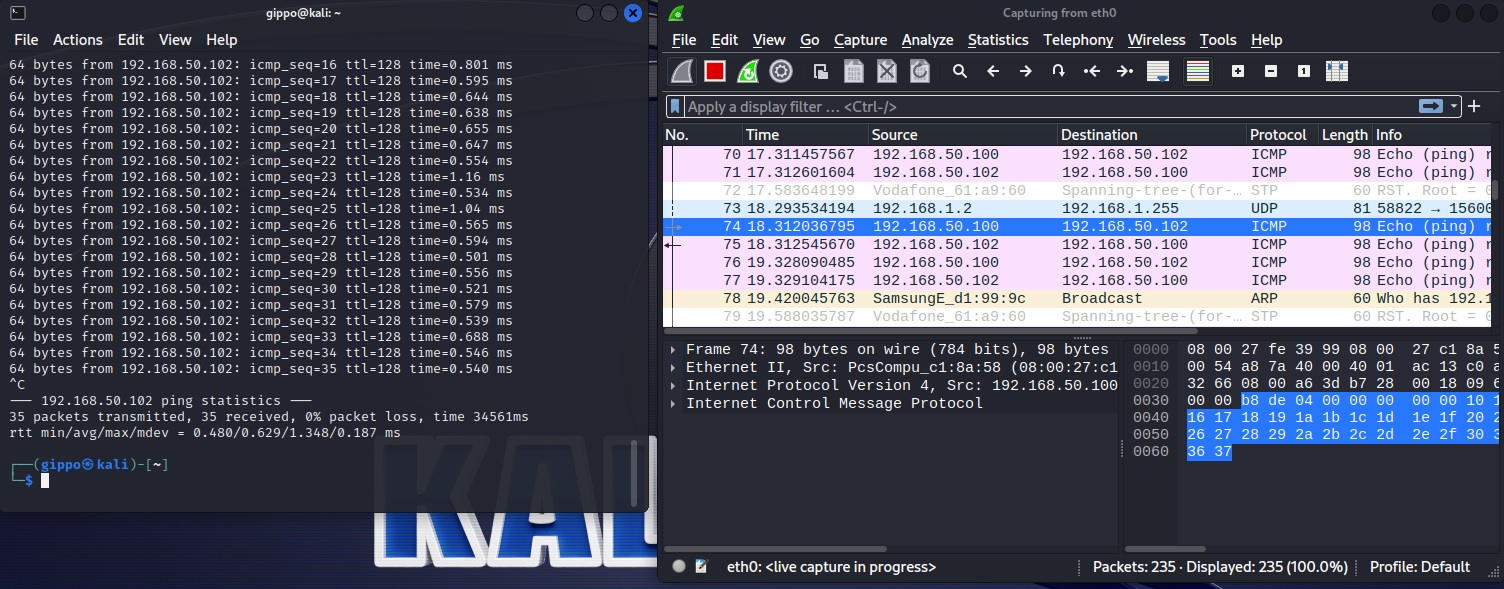 gippo@kali: ~
File Actions Edit View Help
64 bytes from 192.168.50.102: icmp_seq=16 ttl=128 time=0.801 ms
64 bytes from 192.168.50.102: icmp_seq=17 ttl=128 time=0.595 ms
64 bytes from 192.168.50.102: icmp_seq=18 ttl=128 time=0.644 ms
64 bytes from 192.168.50.102: icmp_seq=19 ttl=128 time=0.638 ms
64 bytes from 192.168.50.102: icmp_seq=20 ttl=128 time=0.655 ms
64 bytes from 192.168.50.102: icmp_seq=21 ttl=128 time=0.647 ms
64 bytes from 192.168.50.102: icmp_seq=22 ttl=128 time=0.554 ms
64 bytes from 192.168.50.102: icmp_seq=23 ttl=128 time=1.16 ms
64 bytes from 192.168.50.102: icmp_seq=24 ttl=128 time=0.534 ms
64 bytes from 192.168.50.102: icmp_seq=25 ttl=128 time=1.04 ms
64 bytes from 192.168.50.102: icmp_seq=26 ttl=128 time=0.565 ms
64 bytes from 192.168.50.102: icmp_seq=27 ttl=128 time=0.594 ms
64 bytes from 192.168.50.102: icmp_seq=28 ttl=128 time=0.501 ms
64 bytes from 192.168.50.102: icmp_seq=29 ttl=128 time=0.556 ms
64 bytes from 192.168.50.102: icmp_seq=30 ttl=128 time=0.521 ms
64 bytes from 192.168.50.102: icmp_seq=31 ttl=128 time=0.579 ms
64 bytes from 192.168.50.102: icmp_seq=32 ttl=128 time=0.539 ms
64 bytes from 192.168.50.102: icmp_seq=33 ttl=128 time=0.688 ms
64 bytes from 192.168.50.102: icmp_seq=34 ttl=128 time=0.546 ms
64 bytes from 192.168.50.102: icmp_seq=35 ttl=128 time=0.540 ms
^C
--- 192.168.50.102 ping statistics ---
35 packets transmitted, 35 received, 0% packet loss, time 34561ms
rtt min/avg/max/mdev = 0.480/0.629/1.348/0.187 ms
┌──(gippo㉿kali)-[~]
└─$
KAL
Capturing from eth0
File Edit View Go Capture Analyze Statistics Telephony Wireless Tools Help
Apply a display filter … <Ctrl-/>
No. Time Source Destination Protocol Length Info
70 17.311457567 192.168.50.100 192.168.50.102 ICMP 98 Echo (ping) r
71 17.312601604 192.168.50.102 192.168.50.100 ICMP 98 Echo (ping) r
72 17.583648199 Vodafone_61:a9:60 Spanning-tree-(for-… STP 60 RST. Root = 0
73 18.293534194 192.168.1.2 192.168.1.255 UDP 81 58822 → 15600
74 18.312036795 192.168.50.100 192.168.50.102 ICMP 98 Echo (ping) r
75 18.312545670 192.168.50.102 192.168.50.100 ICMP 98 Echo (ping) r
76 19.328090485 192.168.50.100 192.168.50.102 ICMP 98 Echo (ping) r
77 19.329104175 192.168.50.102 192.168.50.100 ICMP 98 Echo (ping) r
78 19.420045763 SamsungE_d1:99:9c Broadcast ARP 60 Who has 192.1
79 19.588035787 Vodafone_61:a9:60 Spanning-tree-(for-… STP 60 RST. Root = 0
Frame 74: 98 bytes on wire (784 bits), 98 bytes
Ethernet II, Src: PcsCompu_c1:8a:58 (08:00:27:c1
Internet Protocol Version 4, Src: 192.168.50.100
Internet Control Message Protocol
0000 08 00 27 fe 39 99 08 00 27 c1 8a 5
0010 00 54 a8 7a 40 00 40 01 ac 13 c0 a
0020 32 66 08 00 a6 3d b7 28 00 18 09 6
0030 00 00 b8 de 04 00 00 00 00 00 10 1
0040 16 17 18 19 1a 1b 1c 1d 1e 1f 20 2
0050 26 27 28 29 2a 2b 2c 2d 2e 2f 30 3
0060 36 37
eth0: <live capture in progress> Packets: 235 · Displayed: 235 (100.0%) Profile: Default